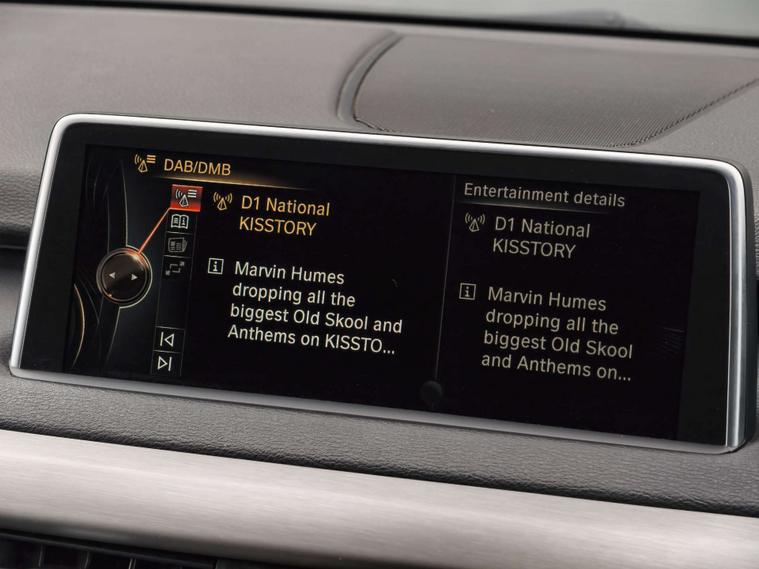 DAB/DMB
D1 National
KISSTORY
Marvin Humes
dropping all the
biggest Old Skool and
Anthems on KISSTO...
Entertainment details
D1 National
KISSTORY
Marvin Humes
dropping all the
biggest Old Skool
and Anthems on...